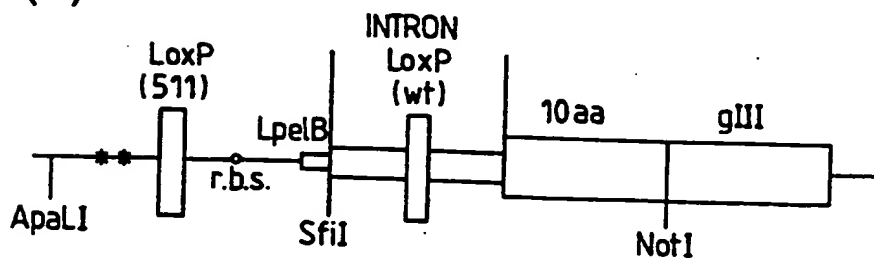 INTRON
LoxP
(511)
LoxP
(wt)
LpelB
10aa
gIII
**
r.b.s.
ApaLI
SfiI
NotI